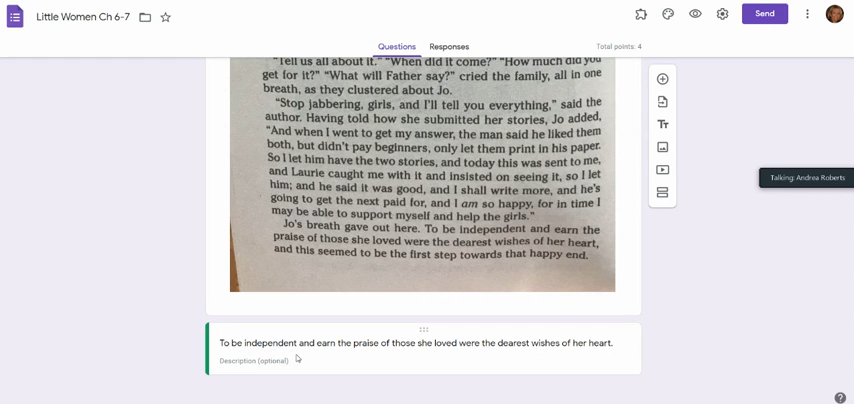 Little Women Ch 6-7
Send
Questions
Responses
Total points: 4
"Tell us all about it." "When did it come?" "How much did you
get for it?" "What will Father say?" cried the family, all in one
breath, as they clustered about Jo.
"Stop jabbering, girls, and I'll tell you everything," said the
author. Having told how she submitted her stories, Jo added,
"And when I went to get my answer, the man said he liked them
both, but didn't pay beginners, only let them print in his paper.
So I let him have the two stories, and today this was sent to me,
and Laurie caught me with it and insisted on seeing it, so I let
him; and he said it was good, and I shall write more, and he's
going to get the next paid for, and I am so happy, for in time I
may be able to support myself and help the girls."
Jo's breath gave out here. To be independent and earn the
praise of those she loved were the dearest wishes of her heart,
and this seemed to be the first step towards that happy end.
Talking: Andrea Roberts
To be independent and earn the praise of those she loved were the dearest wishes of her heart.
Description (optional)